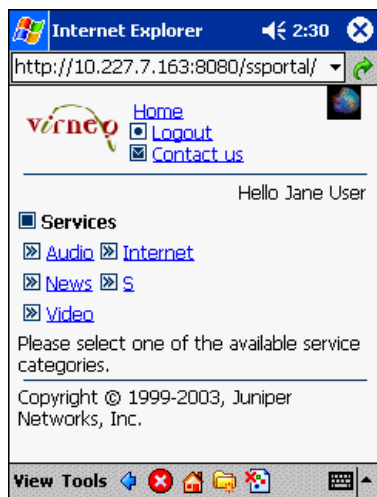 Internet Explorer 2:30
http://10.227.7.163:8080/ssportal/
virneo
Home
Logout
Contact us
Hello Jane User
Services
Audio Internet
News S
Video
Please select one of the available service
categories.
Copyright © 1999-2003, Juniper
Networks, Inc.
View Tools